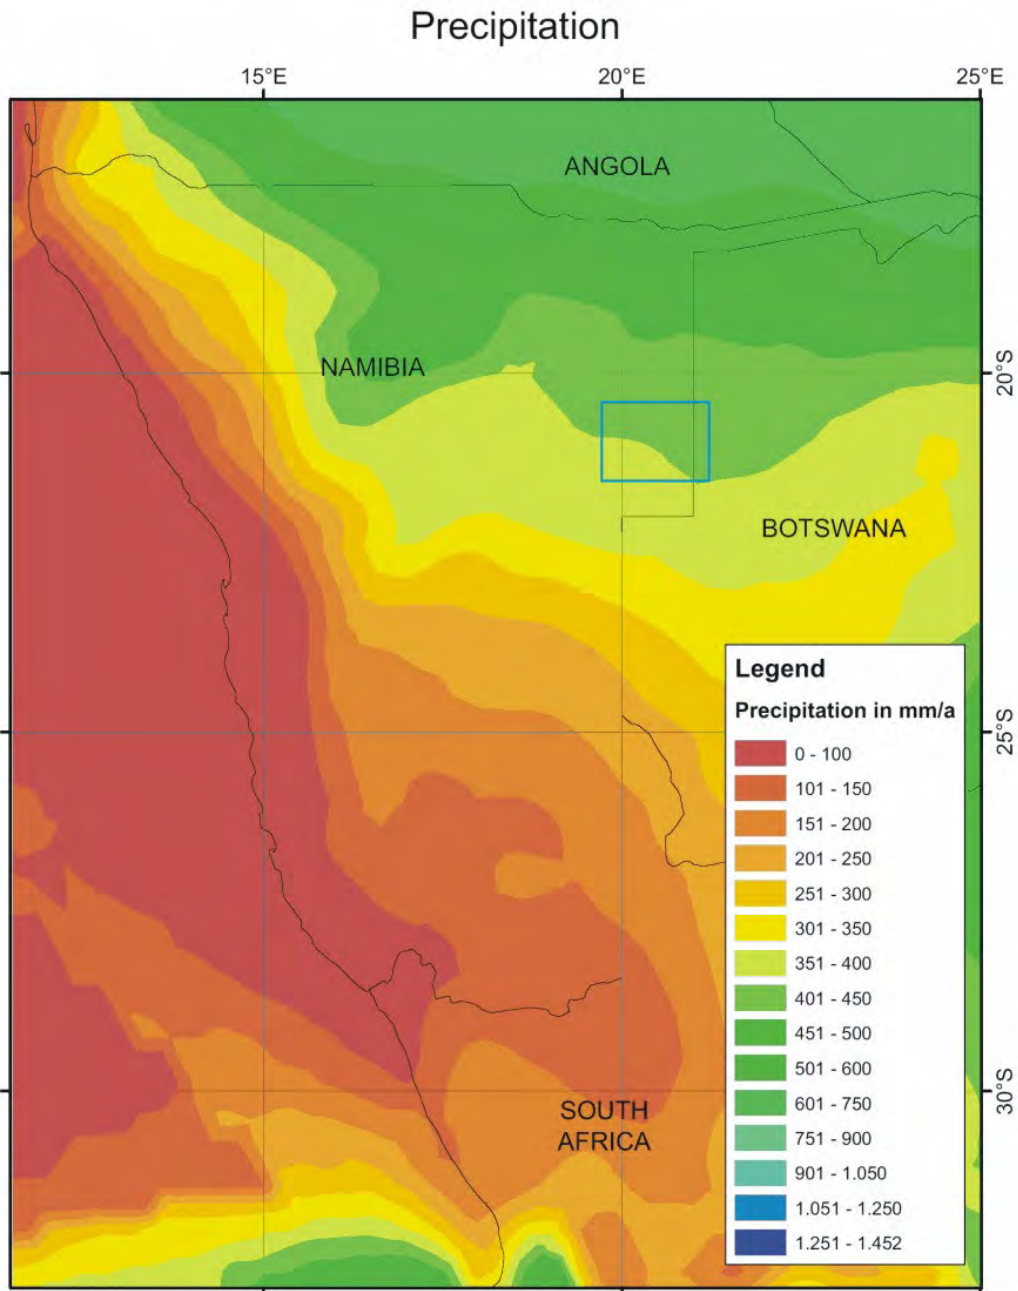 Precipitation
15°E
20°E
25°E
ANGOLA
NAMIBIA
20°S
BOTSWANA
Legend
Precipitation in mm/a
25°S
0 - 100
101 - 150
151 - 200
201 - 250
251 - 300
301 - 350
351 - 400
401 - 450
451 - 500
501 - 600
601 - 750
751 - 900
901 - 1.050
1.051 - 1.250
1.251 - 1.452
30°S
SOUTH
AFRICA